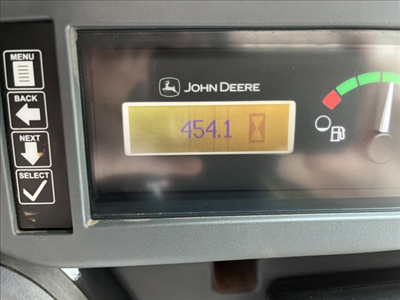 MENU
BACK
NEXT
SELECT
JOHN DEERE
454.1